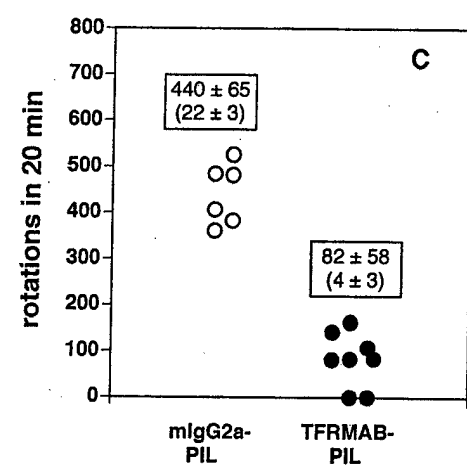 800
700
600
500
400
300
200
100
0
rotations in 20 min
C
440 ± 65
(22 ± 3)
82 ± 58
(4 ± 3)
mIgG2a-
PIL
TFRMAB-
PIL